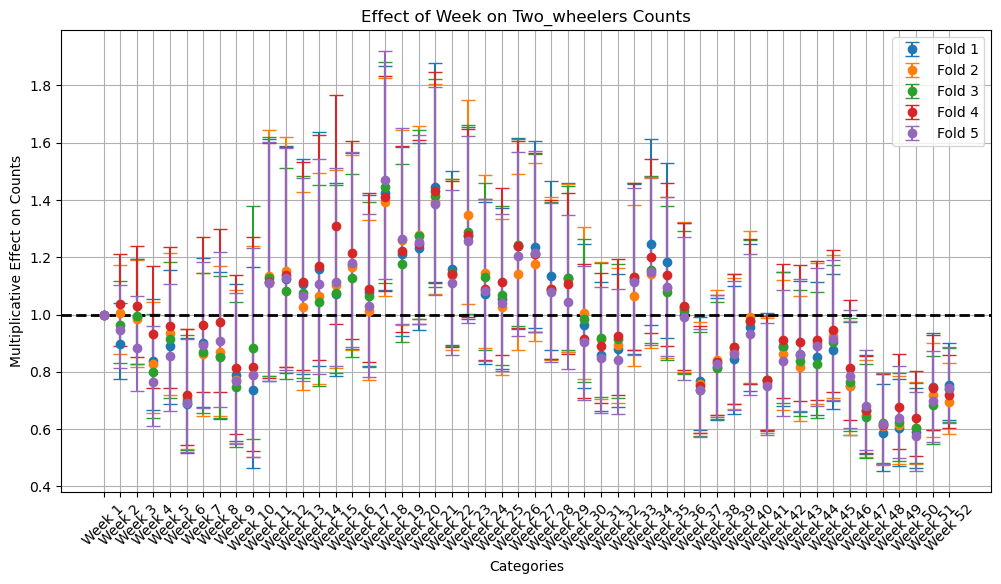 Effect of Week on Two_wheelers Counts
Multiplicative Effect on Counts
1.8
1.6
1.4
1.2
1.0
0.8
0.6
0.4
Fold 1
Fold 2
Fold 3
Fold 4
Fold 5
Week 1
Week 2
Week 3
Week 4
Week 5
Week 6
Week 7
Week 8
Week 9
Week 10
Week 11
Week 12
Week 13
Week 14
Week 15
Week 16
Week 17
Week 18
Week 19
Week 20
Week 21
Week 22
Week 23
Week 24
Week 25
Week 26
Week 27
Week 28
Week 29
Week 30
Week 31
Week 32
Week 33
Week 34
Week 35
Week 36
Week 37
Week 38
Week 39
Week 40
Week 41
Week 42
Week 43
Week 44
Week 45
Week 46
Week 47
Week 48
Week 49
Week 50
Week 51
Week 52
Categories